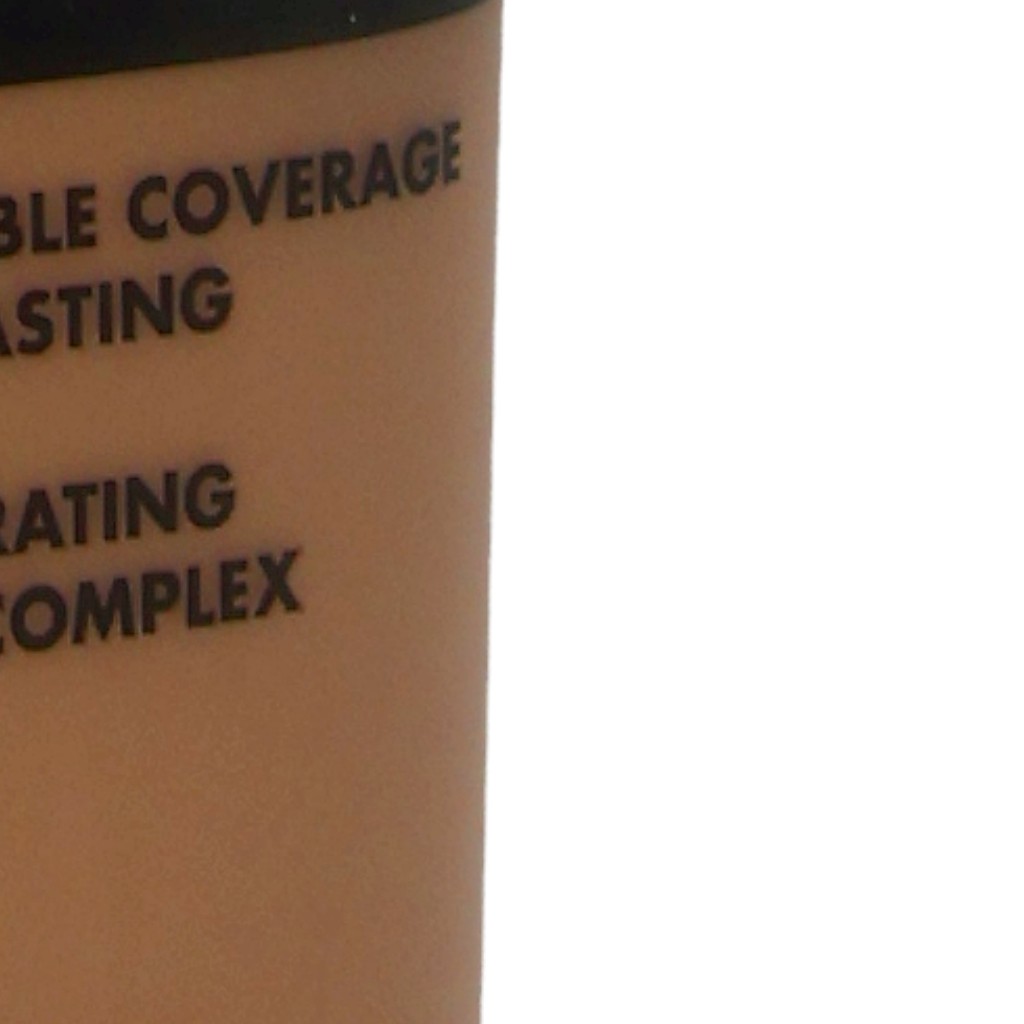 BLE COVERAGE
ASTING
RATING
COMPLEX